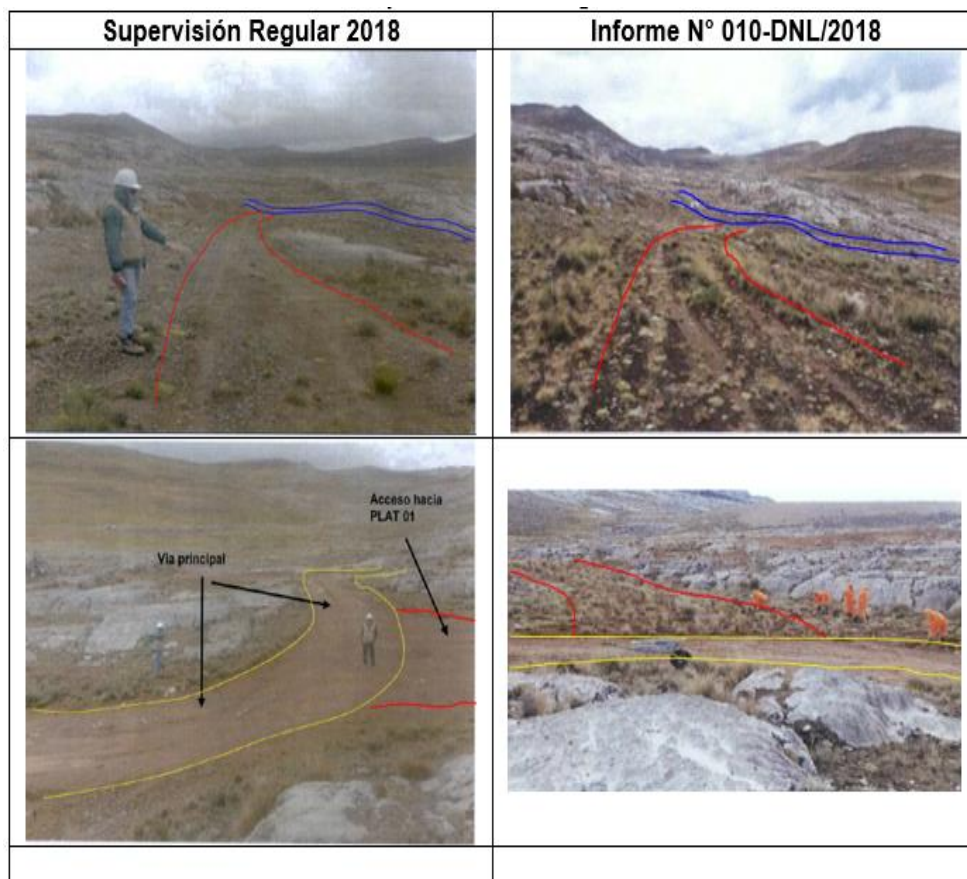 Supervisión Regular 2018
Informe N° 010-DNL/2018
Acceso hacia
PLAT 01
Vía principal